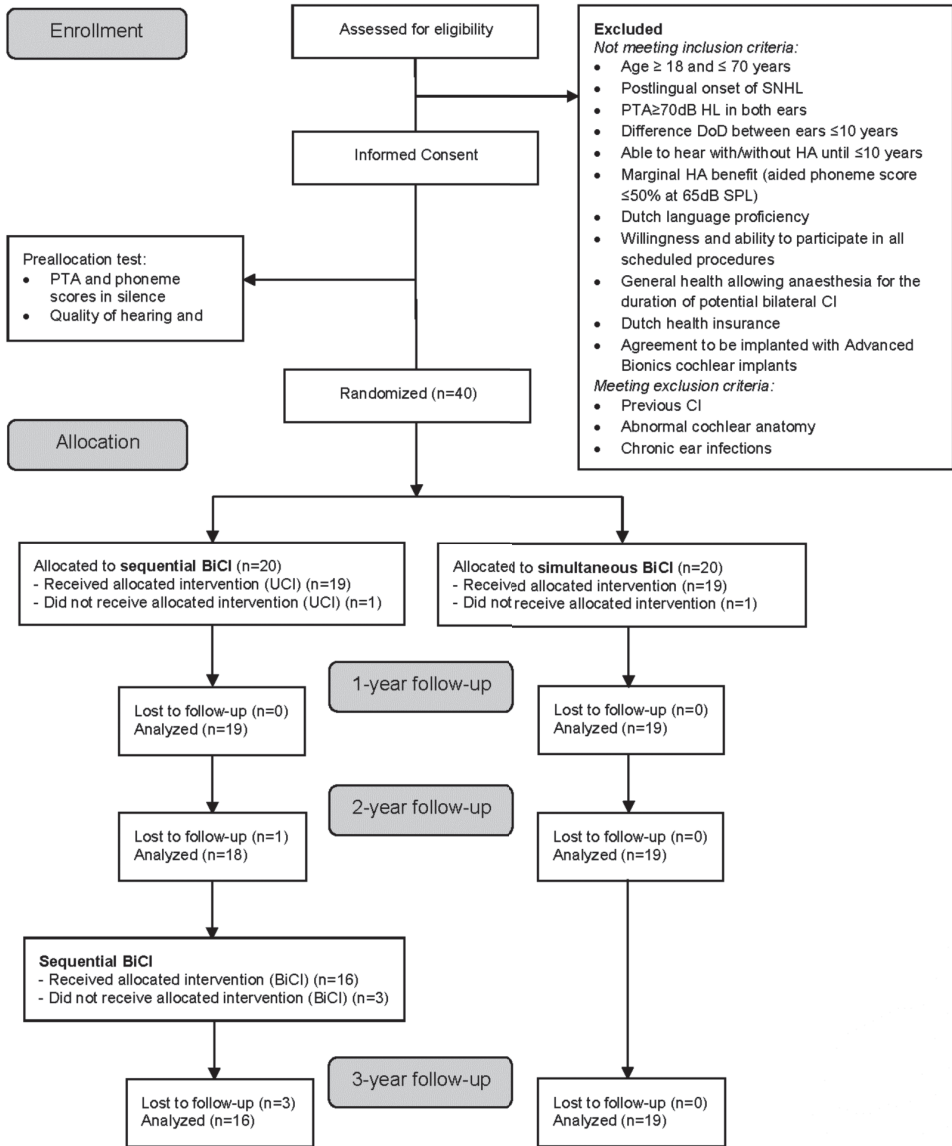 Enrollment
Assessed for eligibility
Excluded
Not meeting inclusion criteria:
• Age ≥ 18 and ≤ 70 years
• Postlingual onset of SNHL
• PTA≥70dB HL in both ears
• Difference DoD between ears ≤10 years
• Able to hear with/without HA until ≤10 years
• Marginal HA benefit (aided phoneme score
≤50% at 65dB SPL)
• Dutch language proficiency
• Willingness and ability to participate in all
scheduled procedures
• General health allowing anaesthesia for the
duration of potential bilateral CI
• Dutch health insurance
• Agreement to be implanted with Advanced
Bionics cochlear implants
Meeting exclusion criteria:
• Previous CI
• Abnormal cochlear anatomy
• Chronic ear infections
Informed Consent
Preallocation test:
• PTA and phoneme
scores in silence
• Quality of hearing and
Randomized (n=40)
Allocation
Allocated to sequential BiCI (n=20)
- Received allocated intervention (UCI) (n=19)
- Did not receive allocated intervention (UCI) (n=1)
Allocated to simultaneous BiCI (n=20)
- Received allocated intervention (n=19)
- Did not receive allocated intervention (n=1)
1-year follow-up
Lost to follow-up (n=0)
Analyzed (n=19)
Lost to follow-up (n=0)
Analyzed (n=19)
2-year follow-up
Lost to follow-up (n=1)
Analyzed (n=18)
Lost to follow-up (n=0)
Analyzed (n=19)
Sequential BiCI
- Received allocated intervention (BiCI) (n=16)
- Did not receive allocated intervention (BiCI) (n=3)
3-year follow-up
Lost to follow-up (n=3)
Analyzed (n=16)
Lost to follow-up (n=0)
Analyzed (n=19)